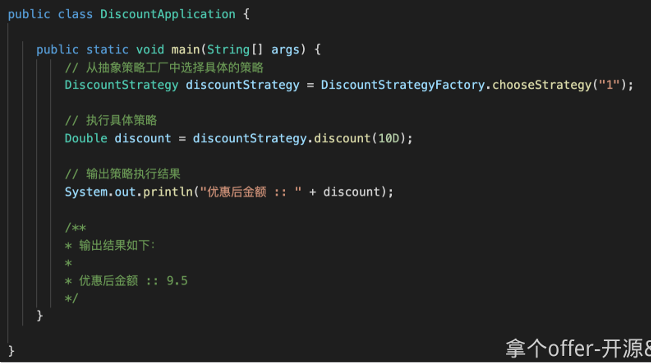 public class DiscountApplication {
public static void main(String[] args) {
// 从抽象策略工厂中选择具体的策略
DiscountStrategy discountStrategy = DiscountStrategyFactory.chooseStrategy("1");
// 执行具体策略
Double discount = discountStrategy.discount(10D);
// 输出策略执行结果
System.out.println("优惠后金额 :: " + discount);
/**
* 输出结果如下:
*
* 优惠后金额 :: 9.5
*/
}
}
拿个offer-开源&